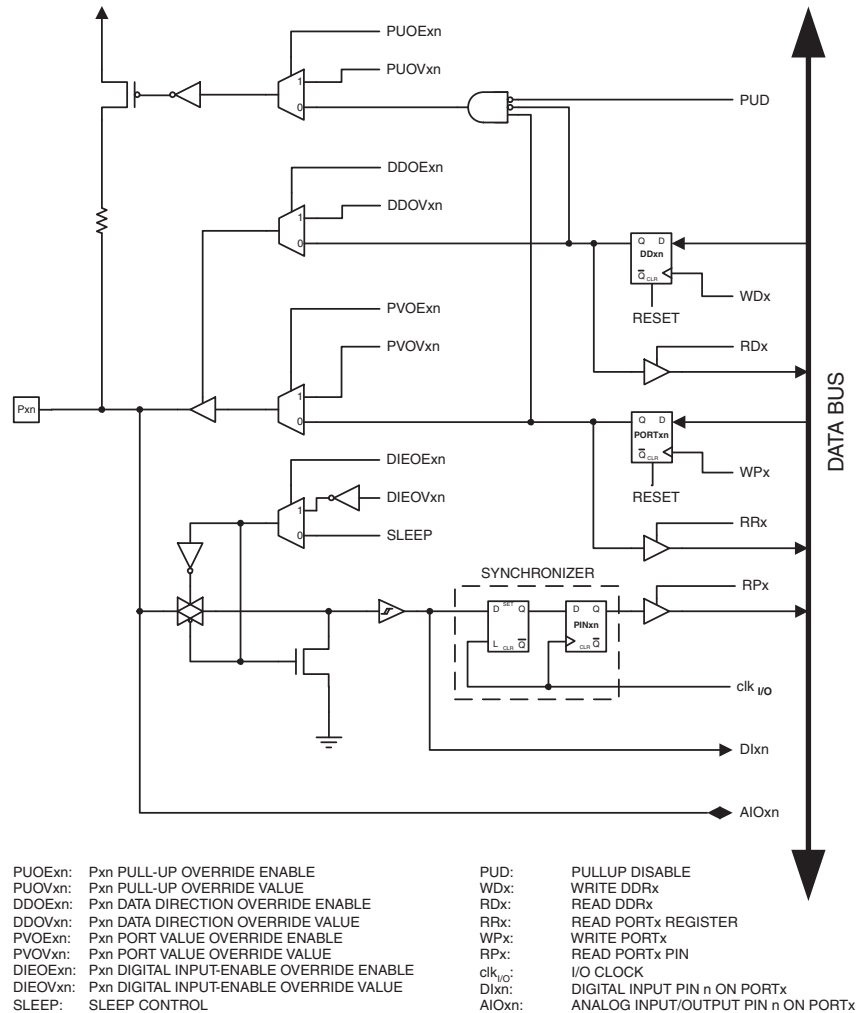 PUOExn
PUOVxn
1
0
PUD
DDOExn
DDOVxn
1
0
Q D
DDxn
Q CLR
WDx
RESET
RDx
PVOExn
PVOVxn
1
0
Pxn
Q D
PORTxn
Q CLR
WPx
RESET
DATA BUS
DIEOExn
DIEOVxn
1
0
SLEEP
RRx
SYNCHRONIZER
RPx
D SET Q
L CLR Q
D Q
PINxn
CLR Q
clk I/O
DIxn
AIOxn
PUOExn: Pxn PULL-UP OVERRIDE ENABLE
PUOVxn: Pxn PULL-UP OVERRIDE VALUE
DDOExn: Pxn DATA DIRECTION OVERRIDE ENABLE
DDOVxn: Pxn DATA DIRECTION OVERRIDE VALUE
PVOExn: Pxn PORT VALUE OVERRIDE ENABLE
PVOVxn: Pxn PORT VALUE OVERRIDE VALUE
DIEOExn: Pxn DIGITAL INPUT-ENABLE OVERRIDE ENABLE
DIEOVxn: Pxn DIGITAL INPUT-ENABLE OVERRIDE VALUE
SLEEP: SLEEP CONTROL
PUD: PULLUP DISABLE
WDx: WRITE DDRx
RDx: READ DDRx
RRx: READ PORTx REGISTER
WPx: WRITE PORTx
RPx: READ PORTx PIN
clkI/O: I/O CLOCK
DIxn: DIGITAL INPUT PIN n ON PORTx
AIOxn: ANALOG INPUT/OUTPUT PIN n ON PORTx